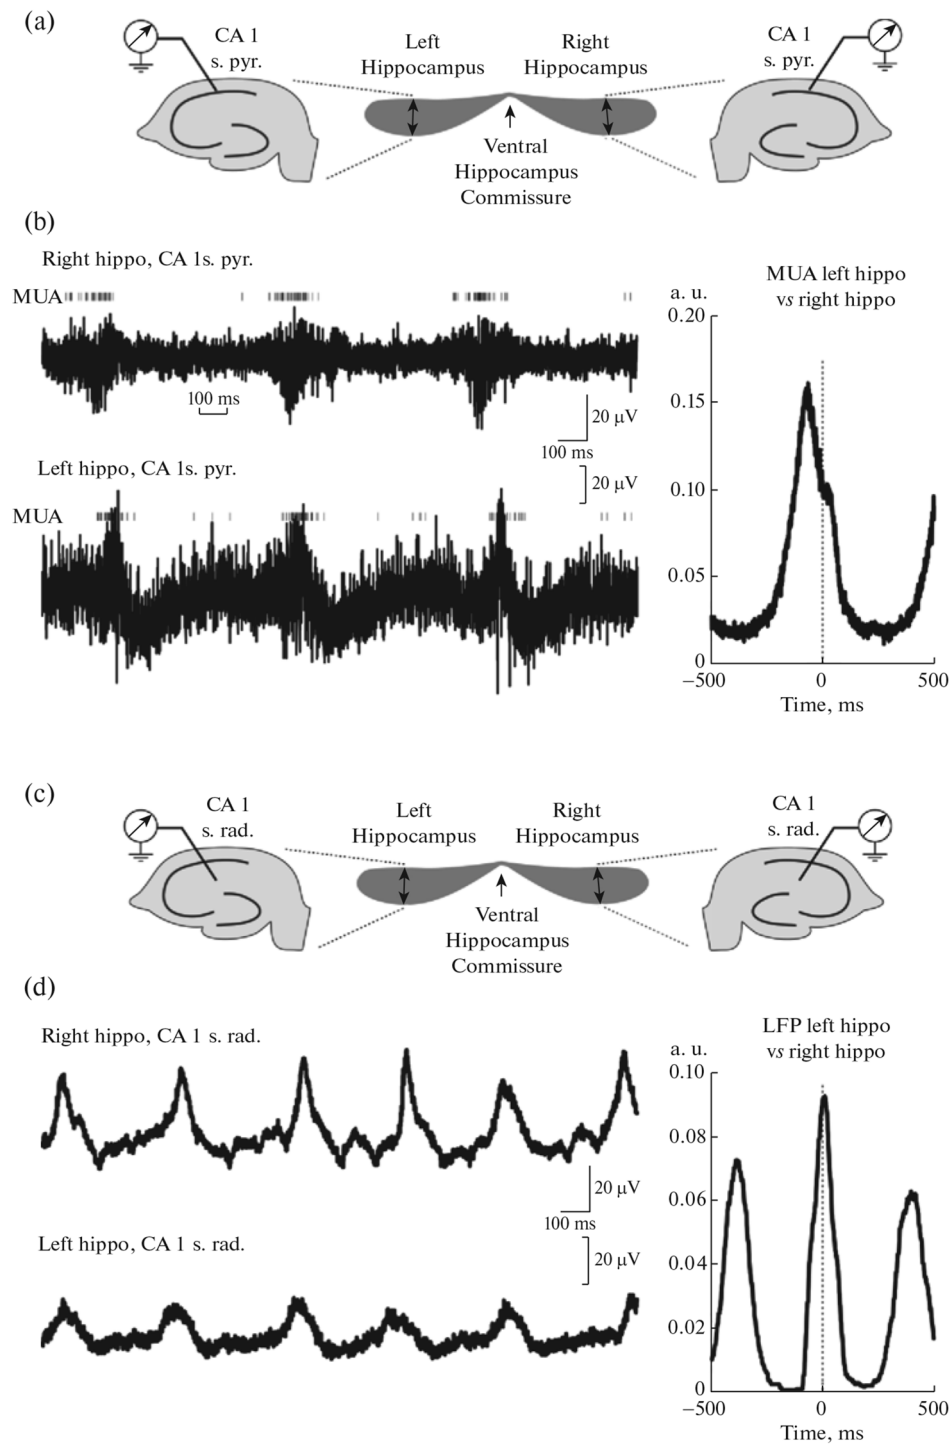 (a)
CA 1
s. pyr.
Left
Hippocampus
Right
Hippocampus
CA 1
s. pyr.
Ventral
Hippocampus
Commissure
(b)
Right hippo, CA 1s. pyr.
MUA
100 ms
20 µV
100 ms
Left hippo, CA 1s. pyr.
20 µV
MUA
MUA left hippo
vs right hippo
a. u.
0.20
0.15
0.10
0.05
0
–500
0
500
Time, ms
(c)
CA 1
s. rad.
Left
Hippocampus
Right
Hippocampus
CA 1
s. rad.
Ventral
Hippocampus
Commissure
(d)
Right hippo, CA 1 s. rad.
20 µV
100 ms
Left hippo, CA 1 s. rad.
20 µV
LFP left hippo
vs right hippo
a. u.
0.10
0.08
0.06
0.04
0.02
0
–500
0
500
Time, ms